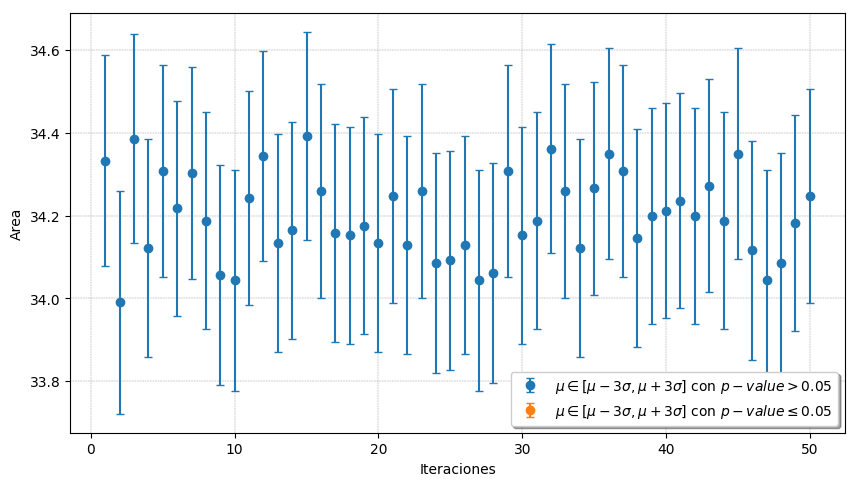 34.6
34.4
34.2
34.0
33.8
Area
0 10 20 30 40 50
Iteraciones
μ ∈ [μ − 3σ, μ + 3σ] con p − value > 0.05
μ ∈ [μ − 3σ, μ + 3σ] con p − value ≤ 0.05